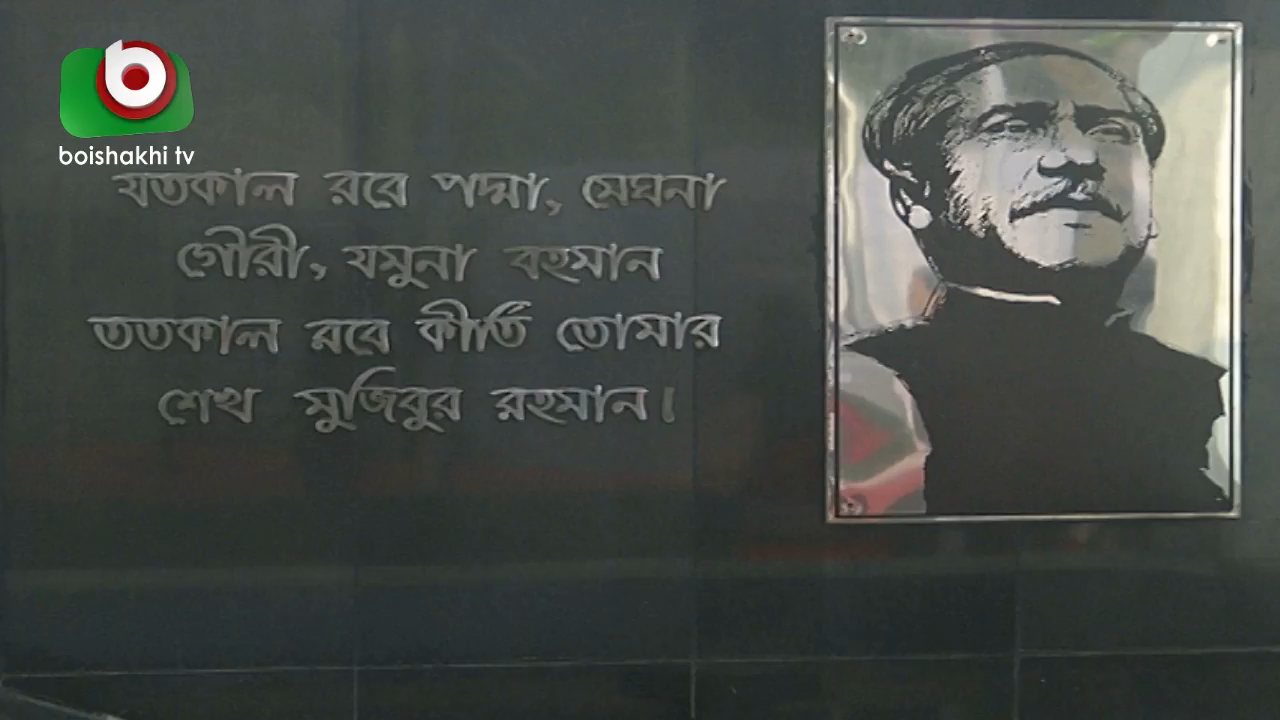 boishakhi tv
যতকাল রবে পদ্মা, মেঘনা
গৌরী, যমুনা বহমান
ততকাল রবে কীর্তি তোমার
শেখ মুজিবুর রহমান।